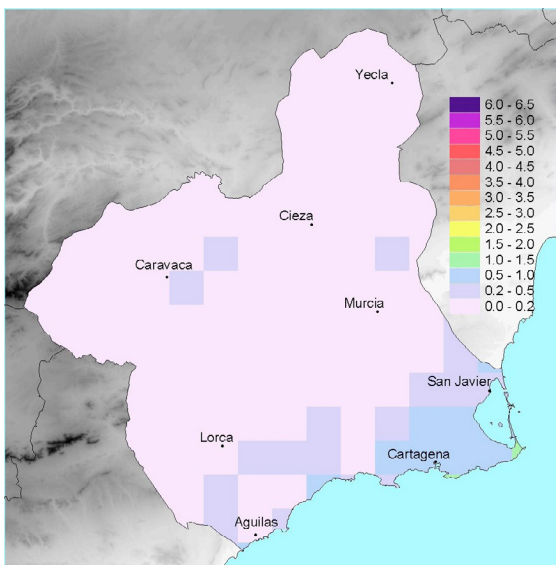 Yecla
6.0 - 6.5
5.5 - 6.0
5.0 - 5.5
4.5 - 5.0
4.0 - 4.5
3.5 - 4.0
3.0 - 3.5
2.5 - 3.0
2.0 - 2.5
1.5 - 2.0
1.0 - 1.5
0.5 - 1.0
0.2 - 0.5
0.0 - 0.2
Cieza
Caravaca
Murcia
San Javier
Lorca
Cartagena
Aguilas